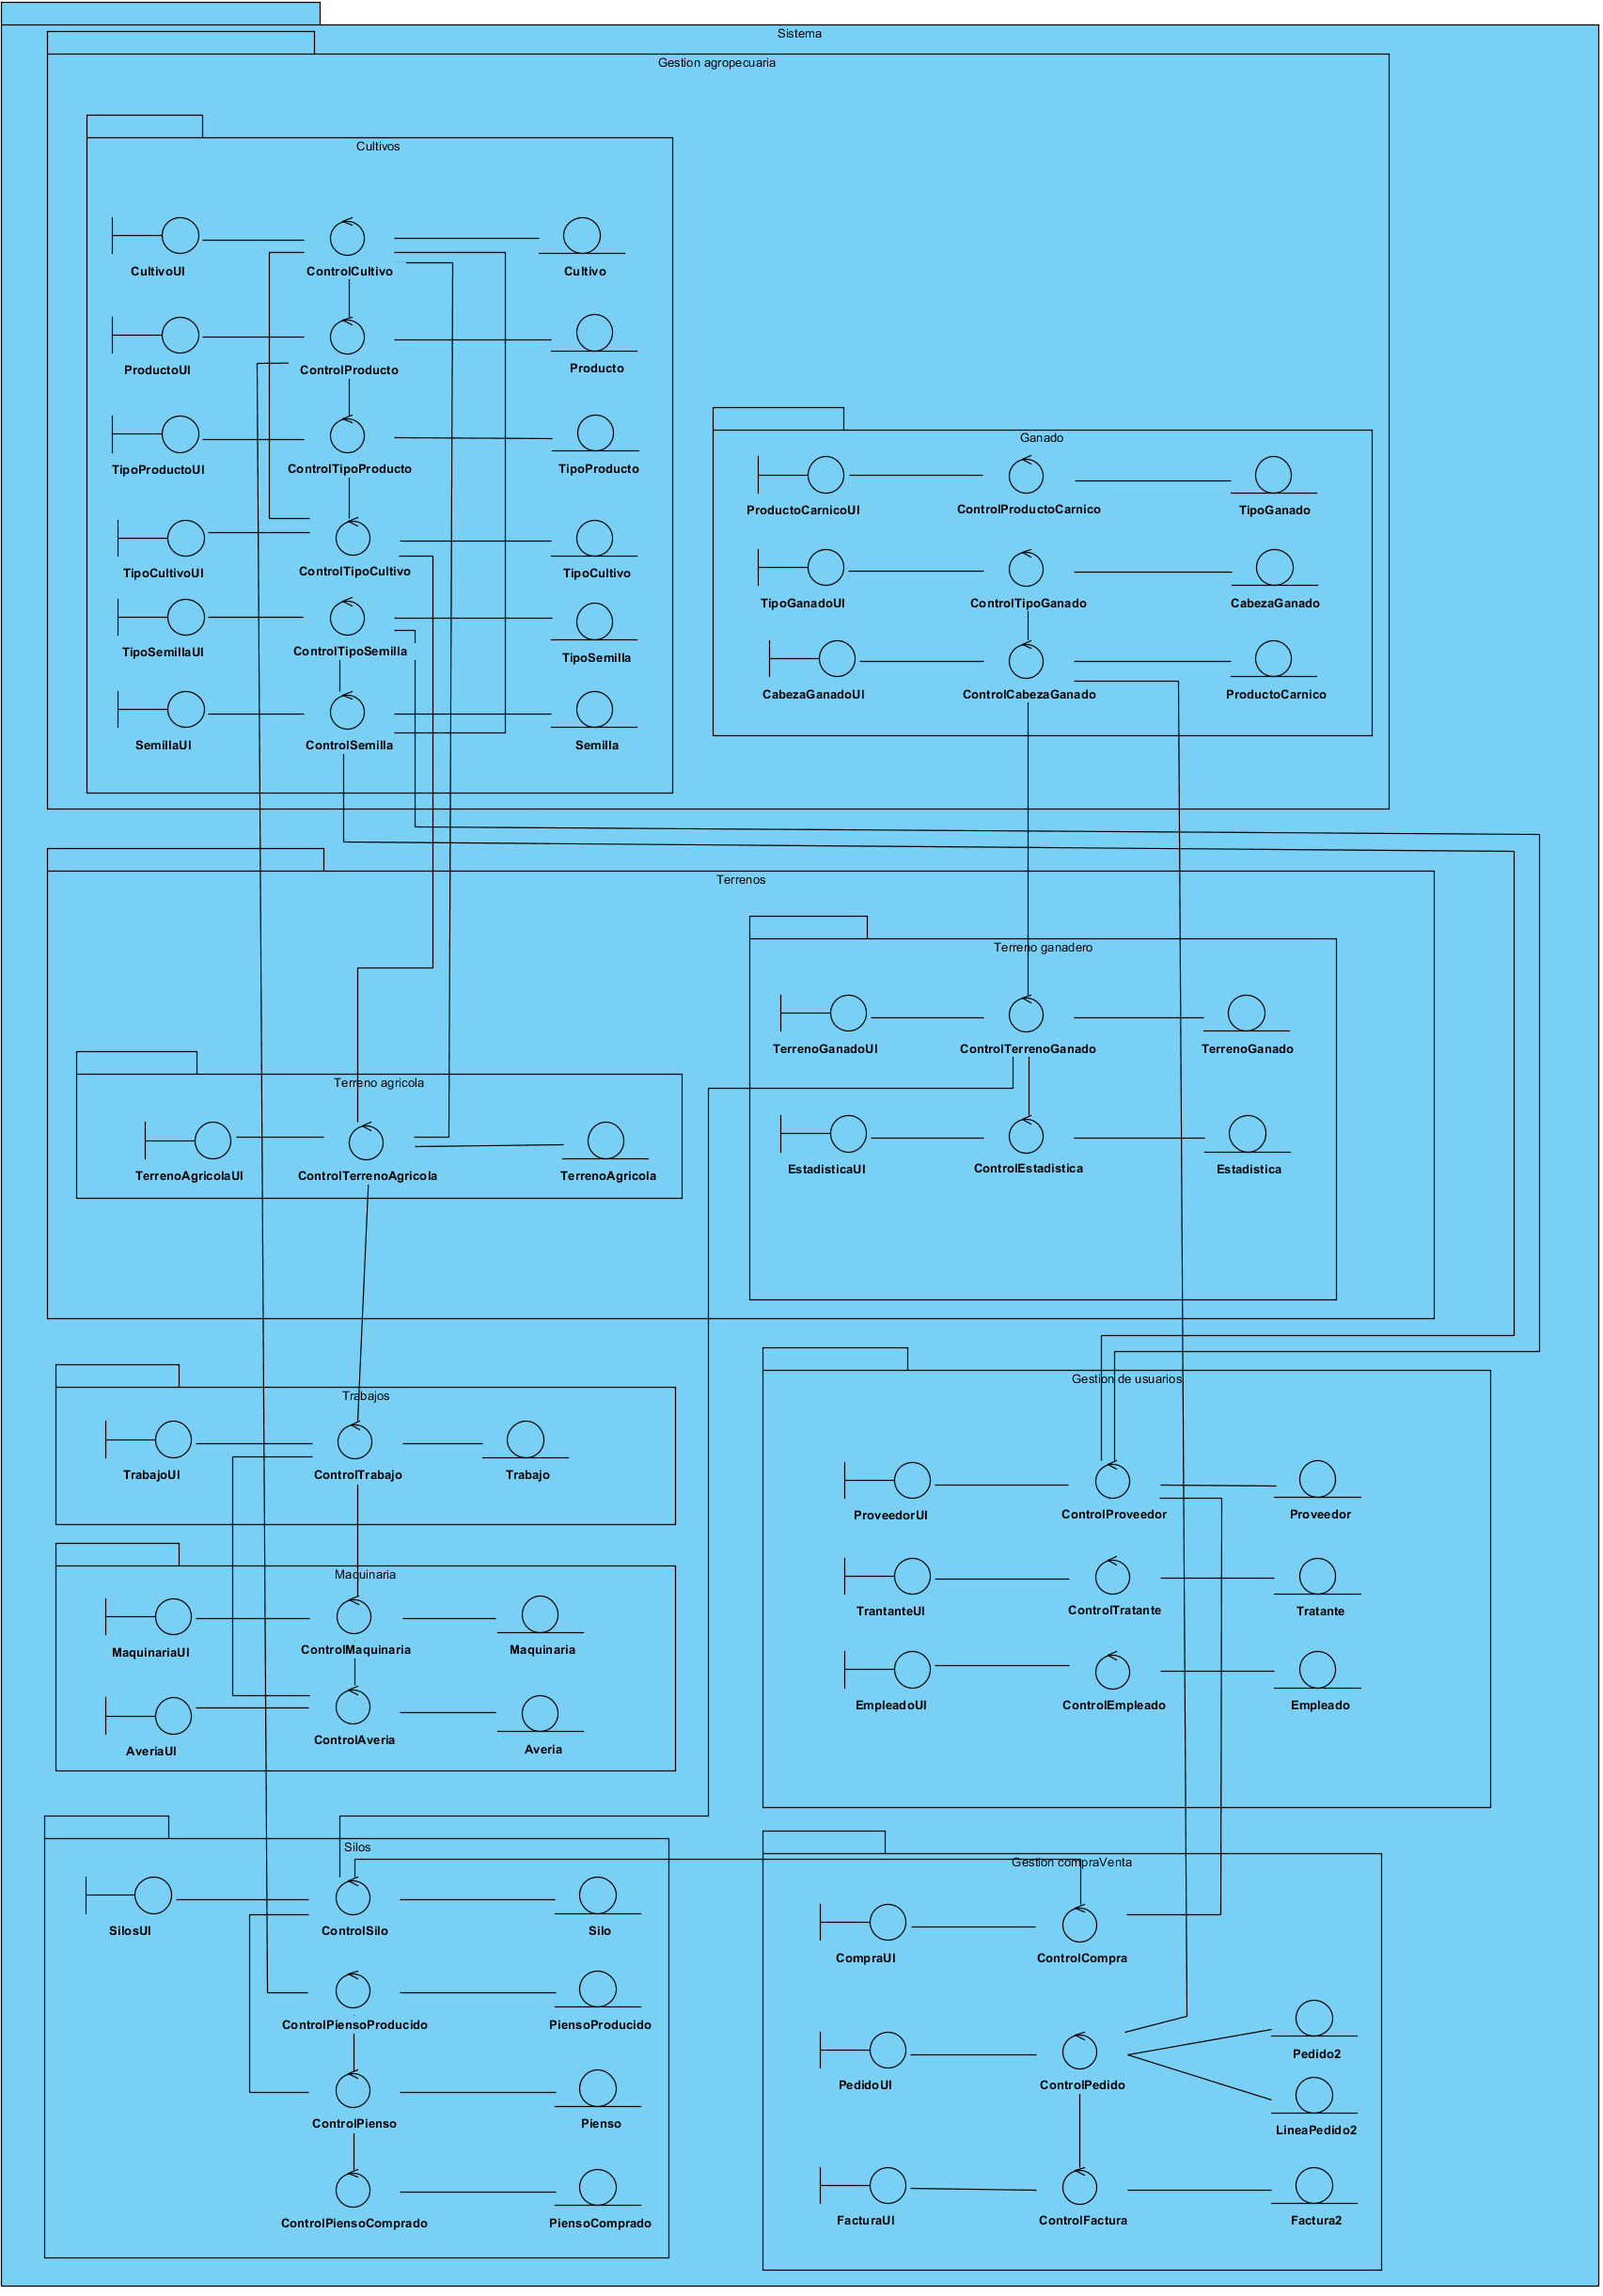 Sistema
Gestion agropecuaria
Cultivos
CultivoUI
ControlCultivo
Cultivo
ProductoUI
ControlProducto
Producto
TipoProductoUI
ControlTipoProducto
TipoProducto
TipoCultivoUI
ControlTipoCultivo
TipoCultivo
TipoSemillaUI
ControlTipoSemilla
TipoSemilla
SemillaUI
ControlSemilla
Semilla
Ganado
ProductoCarnicoUI
ControlProductoCarnico
TipoGanado
TipoGanadoUI
ControlTipoGanado
CabezaGanado
CabezaGanadoUI
ControlCabezaGanado
ProductoCarnico
Terrenos
Terreno ganadero
TerrenoGanadoUI
ControlTerrenoGanado
TerrenoGanado
EstadisticaUI
ControlEstadistica
Estadistica
Terreno agricola
TerrenoAgricolaUI
ControlTerrenoAgricola
TerrenoAgricola
Trabajos
TrabajoUI
ControlTrabajo
Trabajo
Maquinaria
MaquinariaUI
ControlMaquinaria
Maquinaria
AveriaUI
ControlAveria
Averia
Gestion de usuarios
ProveedorUI
ControlProveedor
Proveedor
TrantanteUI
ControlTratante
Tratante
EmpleadoUI
ControlEmpleado
Empleado
Silos
SilosUI
ControlSilo
Silo
ControlPiensoProducido
PiensoProducido
ControlPienso
Pienso
ControlPiensoComprado
PiensoComprado
Gestion compraVenta
CompraUI
ControlCompra
PedidoUI
ControlPedido
Pedido2
LineaPedido2
FacturaUI
ControlFactura
Factura2